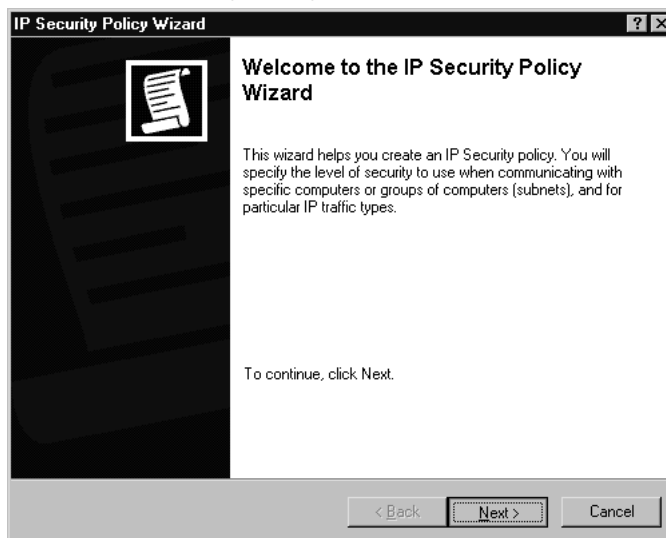 IP Security Policy Wizard
? X
Welcome to the IP Security Policy
Wizard
This wizard helps you create an IP Security policy. You will
specify the level of security to use when communicating with
specific computers or groups of computers (subnets), and for
particular IP traffic types.
To continue, click Next.
< Back
Next >
Cancel